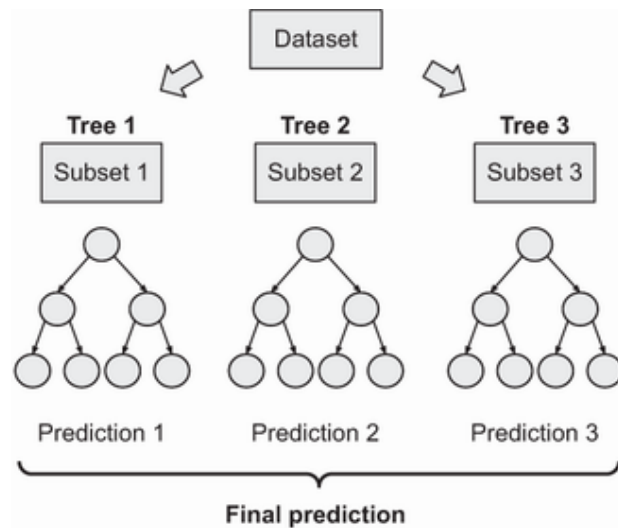 Dataset
Tree 1 Tree 2 Tree 3
Subset 1 Subset 2 Subset 3
Prediction 1 Prediction 2 Prediction 3
Final prediction